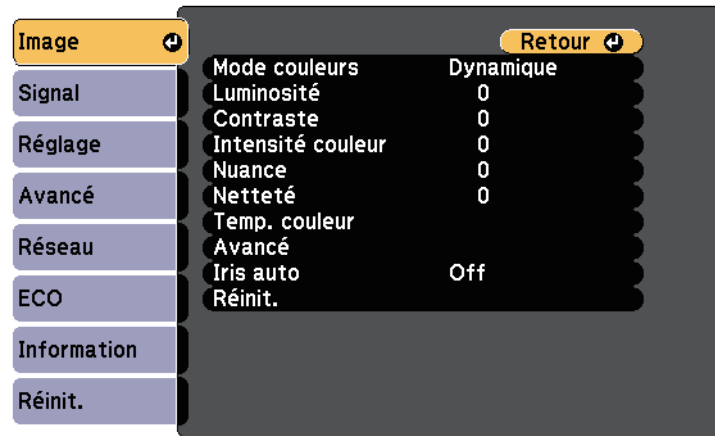 Image
Signal
Réglage
Avancé
Réseau
ECO
Information
Réinit.
Retour
Mode couleurs Dynamique
Luminosité 0
Contraste 0
Intensité couleur 0
Nuance 0
Netteté 0
Temp. couleur
Avancé
Iris auto Off
Réinit.